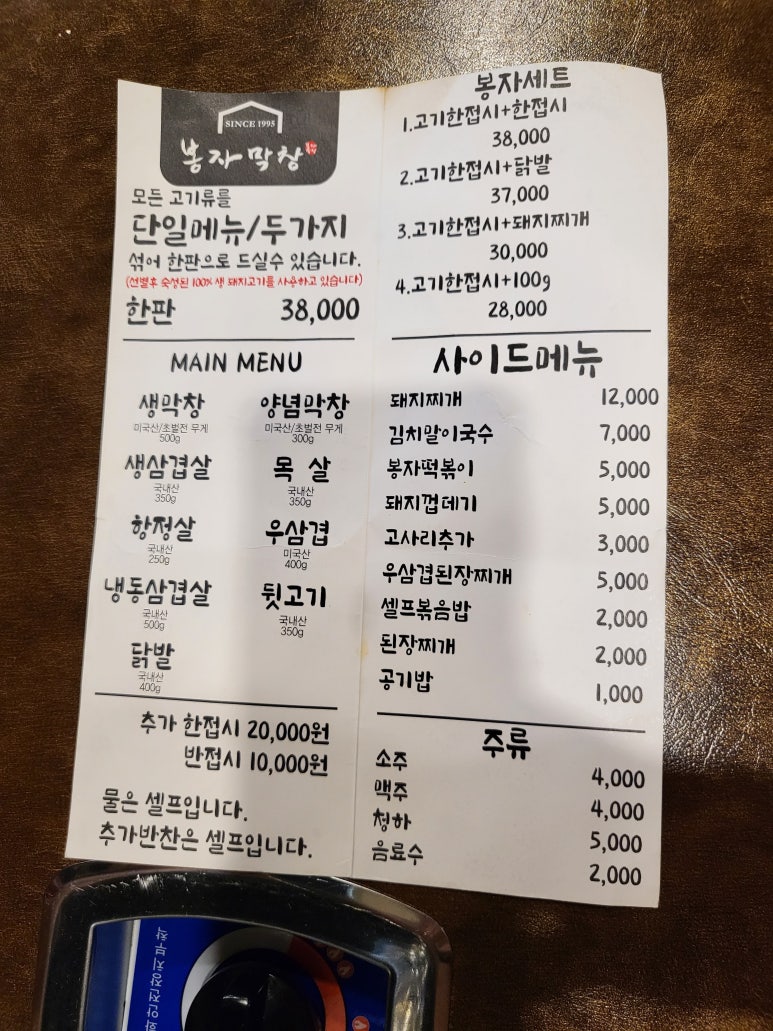 SINCE 1995
봉자막창
모든 고기류를
단일메뉴/두가지
섞어 한판으로 드실수 있습니다.
(선별후 숙성된 100% 생 돼지고기를 사용하고 있습니다)
한판 38,000
MAIN MENU
생막창 양념막창
미국산/초벌전 무게 미국산/초벌전 무게
500g 300g
생삼겹살 목 살
국내산 국내산
350g 350g
항정살 우삼겹
국내산 미국산
250g 400g
냉동삼겹살 뒷고기
국내산 국내산
500g 350g
닭발
국내산
400g
추가 한접시 20,000원
반접시 10,000원
물은 셀프입니다.
추가반찬은 셀프입니다.
봉자세트
1.고기한접시+한접시
38,000
2.고기한접시+닭발
37,000
3.고기한접시+돼지찌개
30,000
4.고기한접시+100g
28,000
사이드메뉴
돼지찌개 12,000
김치말이국수 7,000
봉자떡볶이 5,000
돼지껍데기 5,000
고사리추가 3,000
우삼겹된장찌개 5,000
셀프볶음밥 2,000
된장찌개 2,000
공기밥 1,000
주류
소주 4,000
맥주 4,000
청하 5,000
음료수 2,000
안전장치 부착